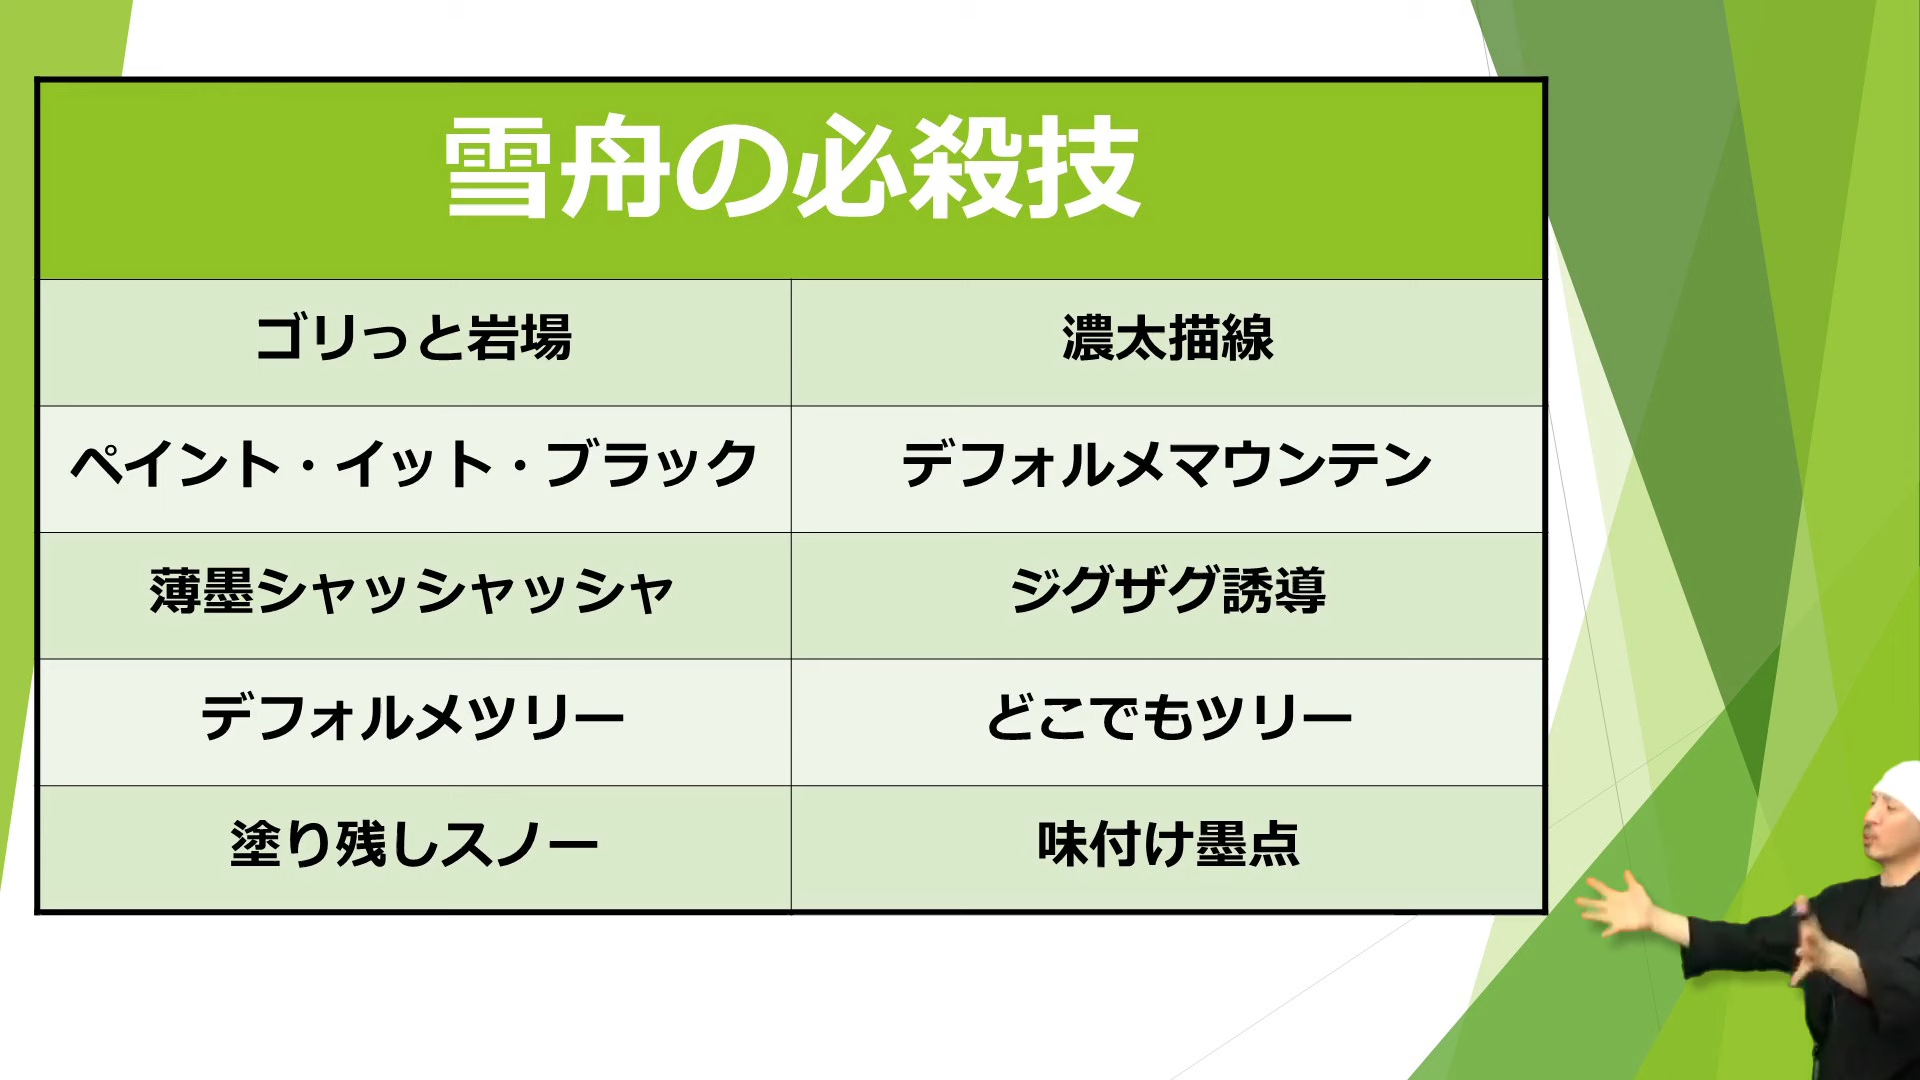 雪舟の必殺技
ゴリっと岩場
濃太描線
ペイント・イット・ブラック
デフォルメマウンテン
薄墨シャッシャッシャ
ジグザグ誘導
デフォルメツリー
どこでもツリー
塗り残しスノー
味付け墨点